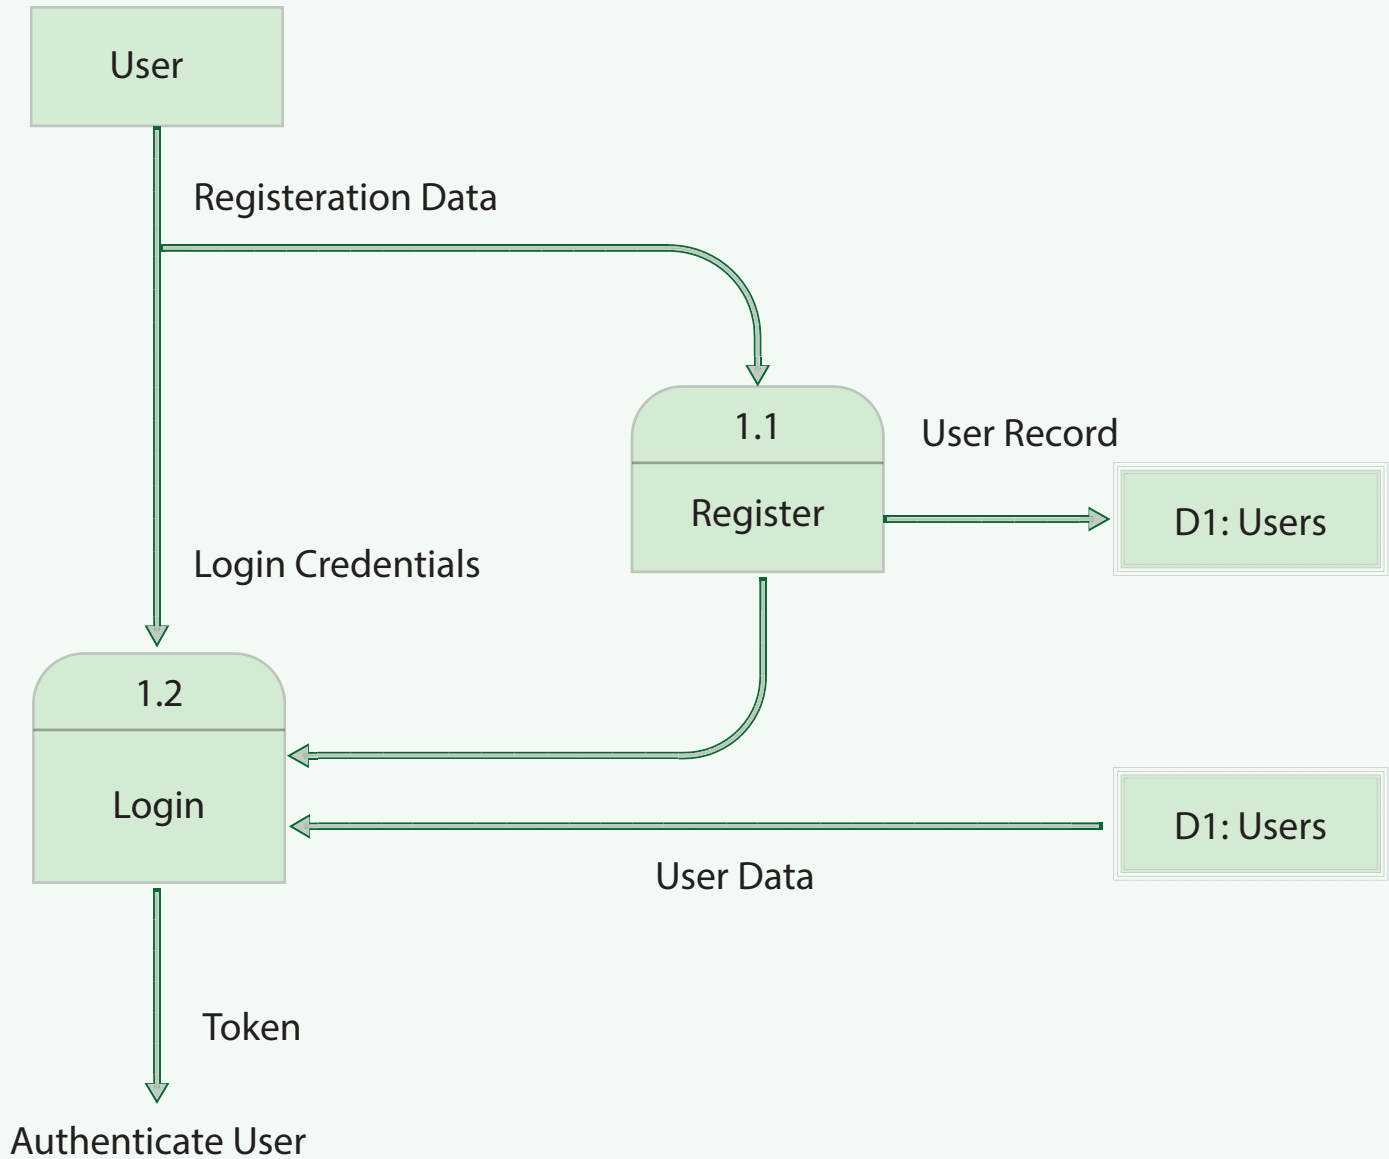 User
Registeration Data
1.1
User Record
Register
D1: Users
Login Credentials
1.2
Login
D1: Users
User Data
Token
Authenticate User